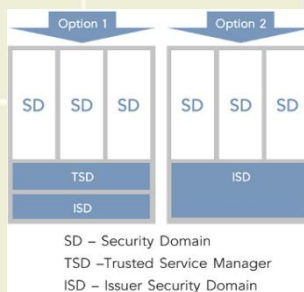 Option 1 Option 2
SD SD SD SD SD SD
TSD ISD
ISD
SD – Security Domain
TSD –Trusted Service Manager
ISD – Issuer Security Domain